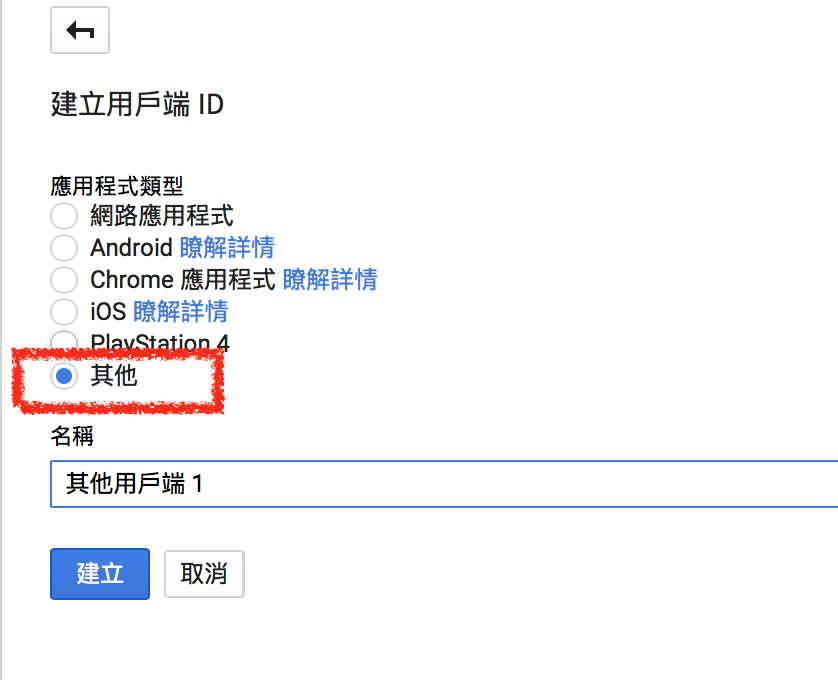 建立用戶端 ID
應用程式類型
網路應用程式
Android 瞭解詳情
Chrome 應用程式 瞭解詳情
iOS 瞭解詳情
PlayStation 4
其他
名稱
其他用戶端 1
建立 取消